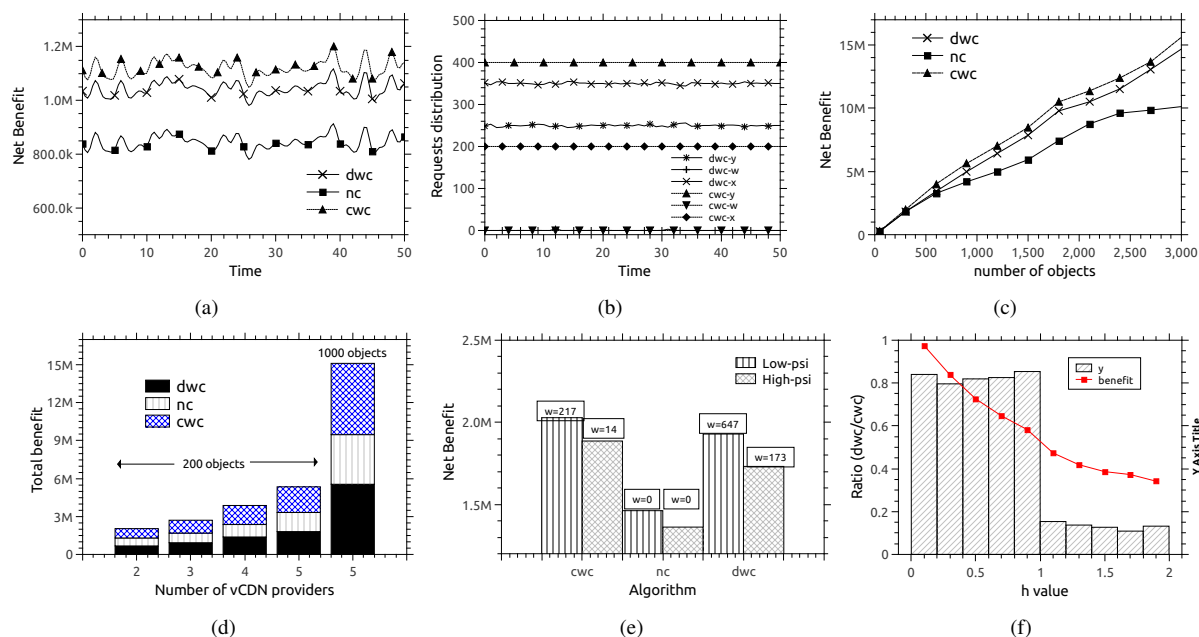 1.2M
1.0M
800.0k
600.0k
Net Benefit
dwc
nc
cwc
0 10 20 30 40 50
Time
(a)
500
400
300
200
100
0
Requests distribution
dwc-y
dwc-w
dwc-x
cwc-y
cwc-w
cwc-x
0 10 20 30 40 50
Time
(b)
15M
10M
5M
0
Net Benefit
dwc
nc
cwc
0 500 1,000 1,500 2,000 2,500 3,000
number of objects
(c)
15M
12M
9M
6M
3M
0
Total benefit
1000 objects
dwc
nc
cwc
200 objects
2 3 4 5 5
Number of vCDN providers
(d)
2.5M
2.0M
1.5M
Net Benefit
Low-psi
High-psi
w=217
w=14
w=0
w=0
w=647
w=173
cwc nc dwc
Algorithm
(e)
1
0.8
0.6
0.4
0.2
0
Ratio (dwc/cwc)
y
benefit
Y Axis Title
0 0.5 1 1.5 2
h value
(f)